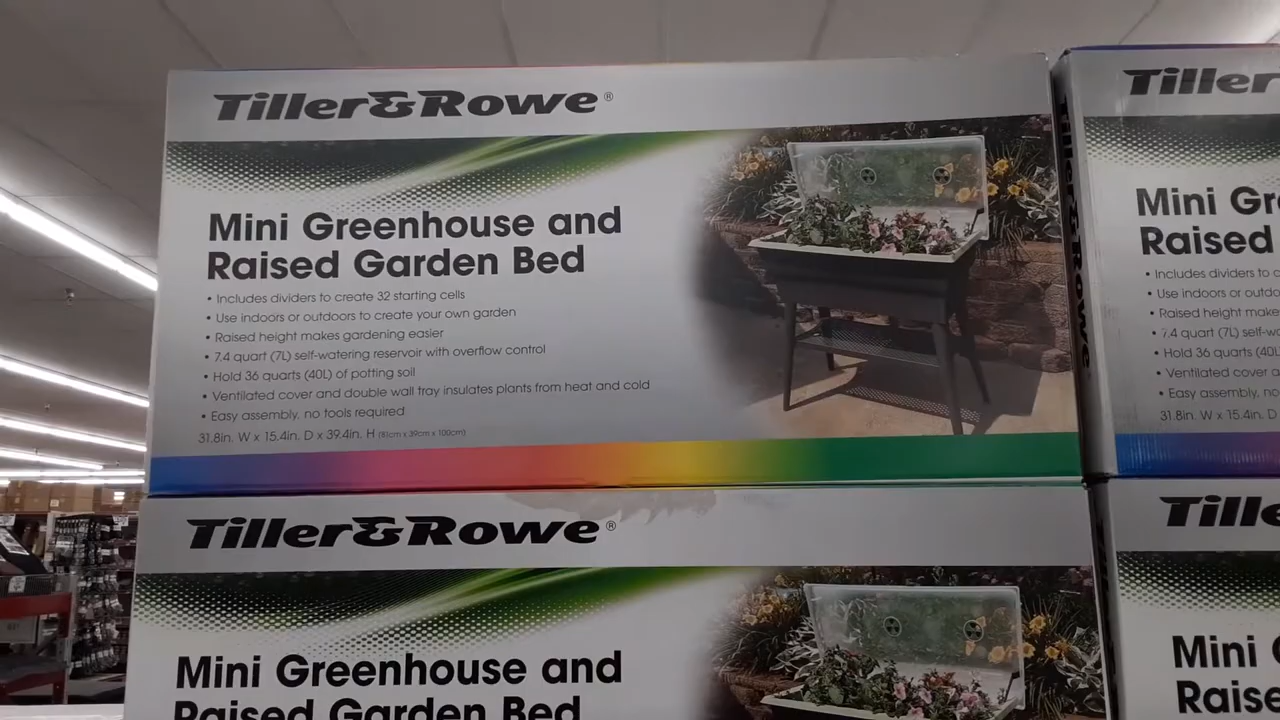 Tiller&Rowe®
Mini Greenhouse and
Raised Garden Bed
• Includes dividers to create 32 starting cells
• Use indoors or outdoors to create your own garden
• Raised height makes gardening easier
• 7.4 quart (7L) self-watering reservoir with overflow control
• Hold 36 quarts (40L) of potting soil
• Ventilated cover and double wall tray insulates plants from heat and cold
• Easy assembly, no tools required
31.8in. W x 15.4in. D x 39.4in. H (81cm x 39cm x 100cm)
Tiller&Rowe®
Mini Greenhouse and
Raised Garden Bed
TILLER & ROWE
Tiller
Mini Gr
Raised
• Includes dividers to c
• Use indoors or outdo
• Raised height make
• 7.4 quart (7L) self-w
• Hold 36 quarts (40L
• Ventilated cover a
• Easy assembly, no
31.8in. W x 15.4in. D
Tille
Mini
Raise